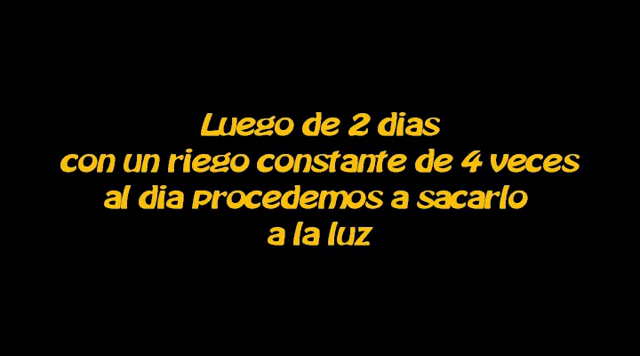 Luego de 2 dias
con un riego constante de 4 veces
al dia procedemos a sacarlo
a la luz